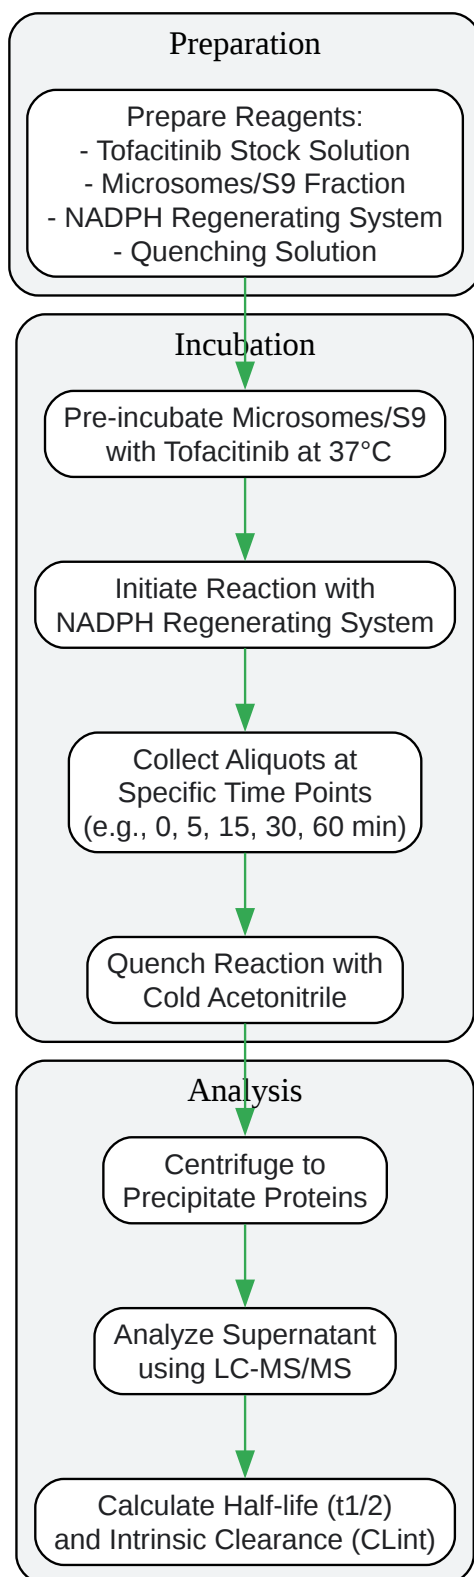 Preparation
Prepare Reagents:
- Tofacitinib Stock Solution
- Microsomes/S9 Fraction
- NADPH Regenerating System
- Quenching Solution
Incubation
Pre-incubate Microsomes/S9
with Tofacitinib at 37°C
Initiate Reaction with
NADPH Regenerating System
Collect Aliquots at
Specific Time Points
(e.g., 0, 5, 15, 30, 60 min)
Quench Reaction with
Cold Acetonitrile
Analysis
Centrifuge to
Precipitate Proteins
Analyze Supernatant
using LC-MS/MS
Calculate Half-life (t1/2)
and Intrinsic Clearance (CLint)